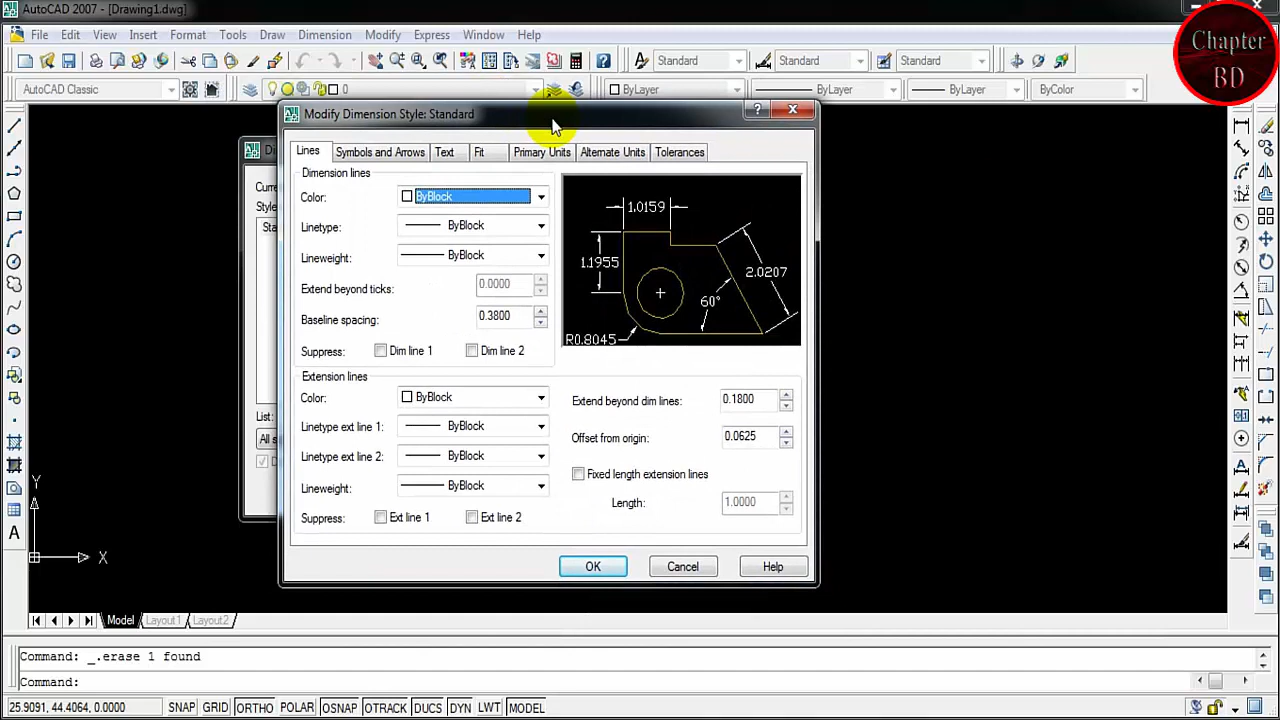 AutoCAD 2007 - [Drawing1.dwg]
File Edit View Insert Format Tools Draw Dimension Modify Express Window Help
Chapter
BD
Standard Standard Standard
AutoCAD Classic 0 ByLayer ByLayer ByLayer ByColor
Modify Dimension Style: Standard
Lines Symbols and Arrows Text Fit Primary Units Alternate Units Tolerances
Dimension lines
Color: ByBlock
Linetype: ByBlock
Lineweight: ByBlock
Extend beyond ticks: 0.0000
Baseline spacing: 0.3800
Suppress: Dim line 1 Dim line 2
1.0159
1.1955
2.0207
60°
R0.8045
Extension lines
Color: ByBlock
Linetype ext line 1: ByBlock
Linetype ext line 2: ByBlock
Lineweight: ByBlock
Suppress: Ext line 1 Ext line 2
Extend beyond dim lines: 0.1800
Offset from origin: 0.0625
Fixed length extension lines
Length: 1.0000
OK Cancel Help
List:
Y
X
A
Model Layout1 Layout2
Command: _.erase 1 found
Command:
25.9091, 44.4064, 0.0000 SNAP GRID ORTHO POLAR OSNAP OTRACK DUCS DYN LWT MODEL